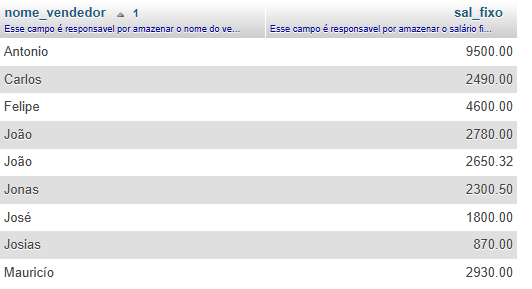 nome_vendedor 1 sal_fixo
Esse campo é responsavel por amazenar o nome do ve... Esse campo é responsavel por amazenar o salário fi...
Antonio 9500.00
Carlos 2490.00
Felipe 4600.00
João 2780.00
João 2650.32
Jonas 2300.50
José 1800.00
Josias 870.00
Mauricío 2930.00